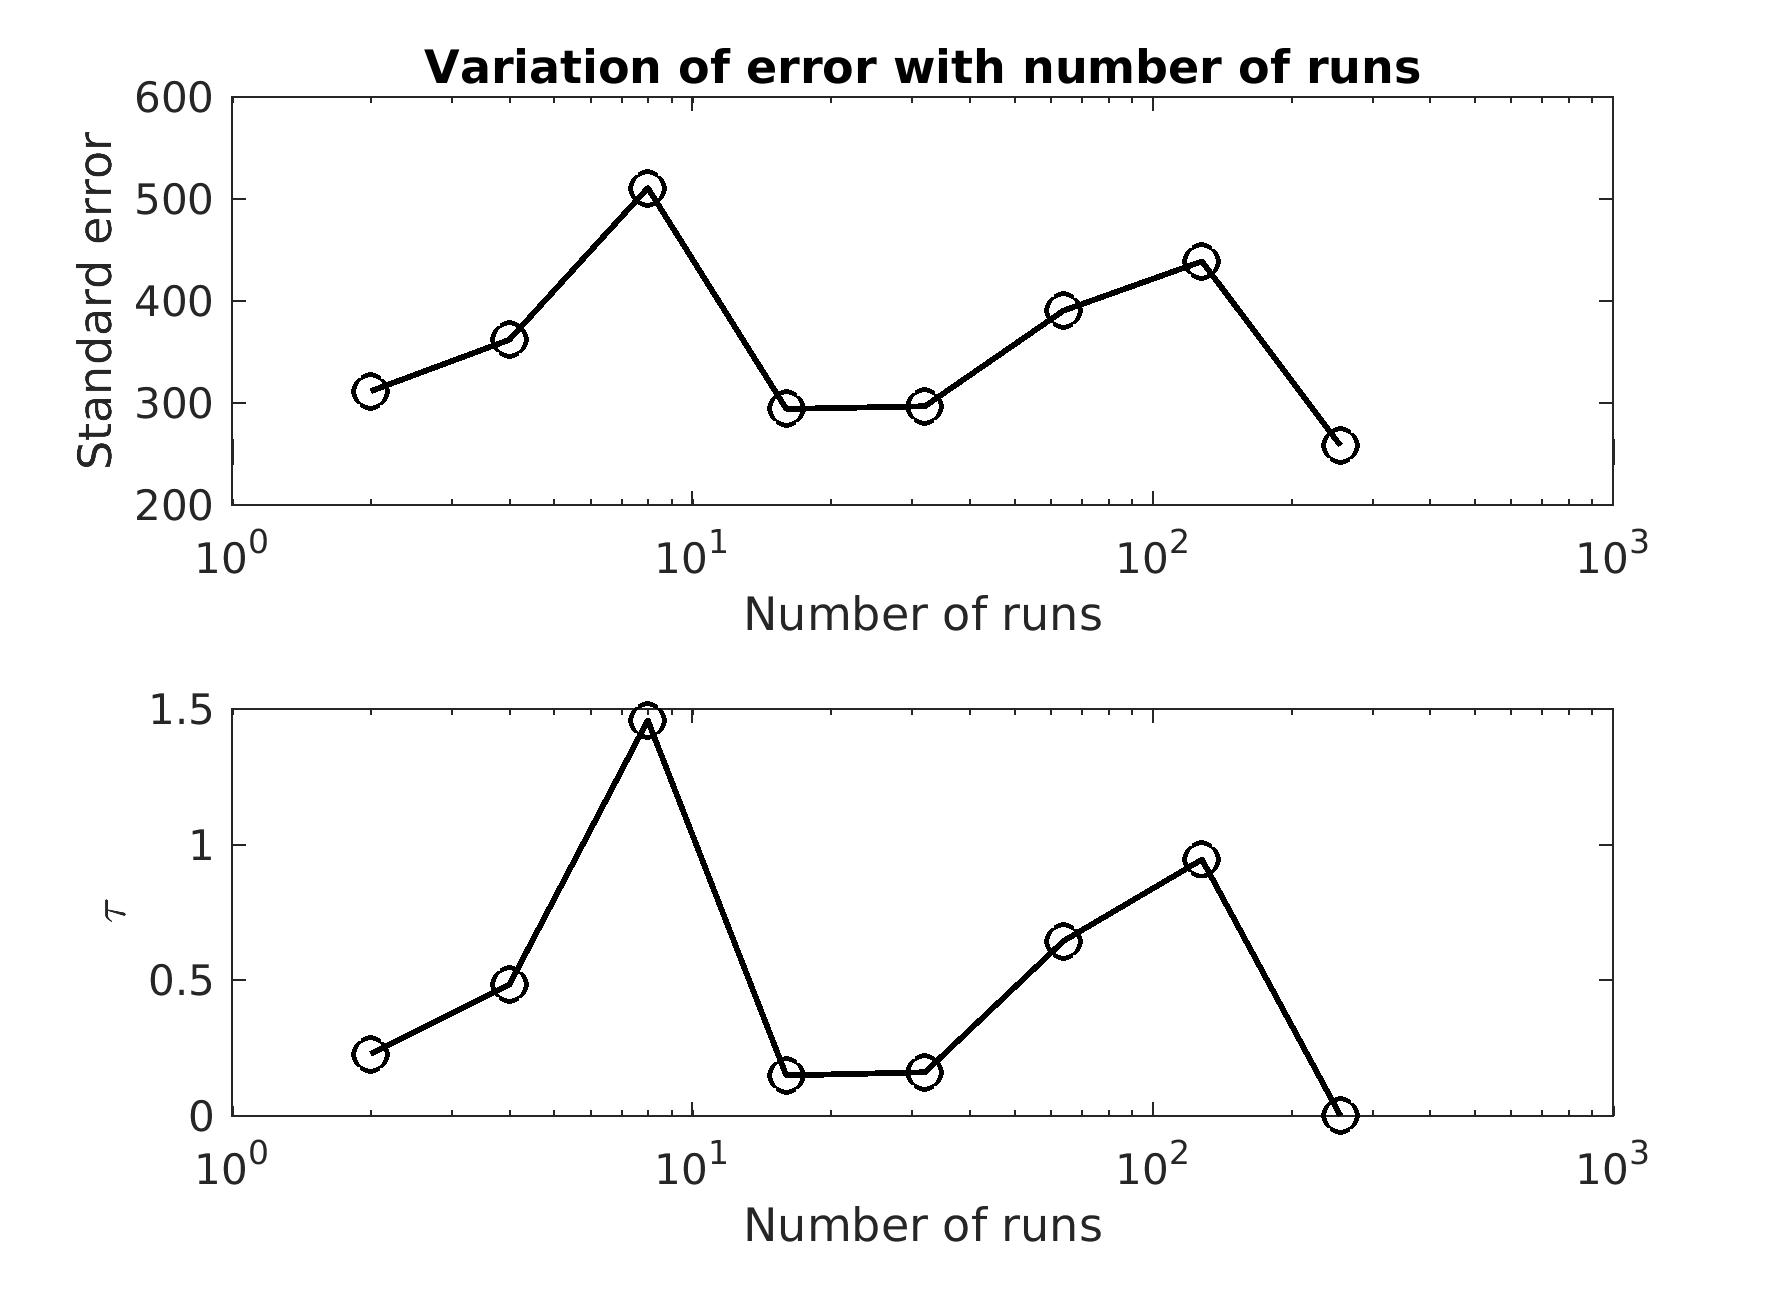 Variation of error with number of runs
600
500
400
300
200
Standard error
10^0 10^1 10^2 10^3
Number of runs
1.5
1
0.5
0
τ
10^0 10^1 10^2 10^3
Number of runs